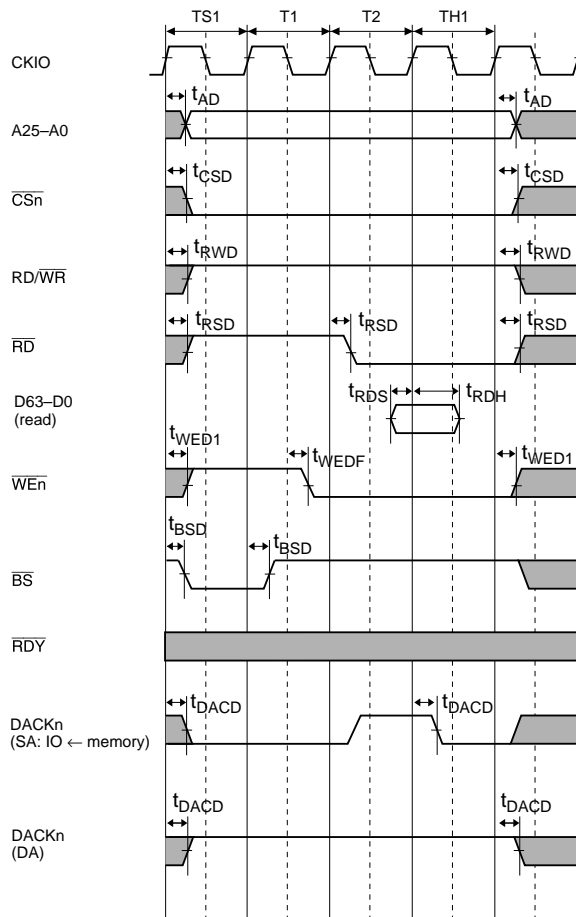 TS1 T1 T2 TH1
CKIO
tAD tAD
A25–A0
tCSD tCSD
CSn
tRWD tRWD
RD/WR
tRSD tRSD tRSD
RD
D63–D0
(read)
tRDS tRDH
tWED1 tWEDF tWED1
WEn
tBSD tBSD
BS
RDY
tDACD tDACD
DACKn
(SA: IO ← memory)
tDACD tDACD
DACKn
(DA)